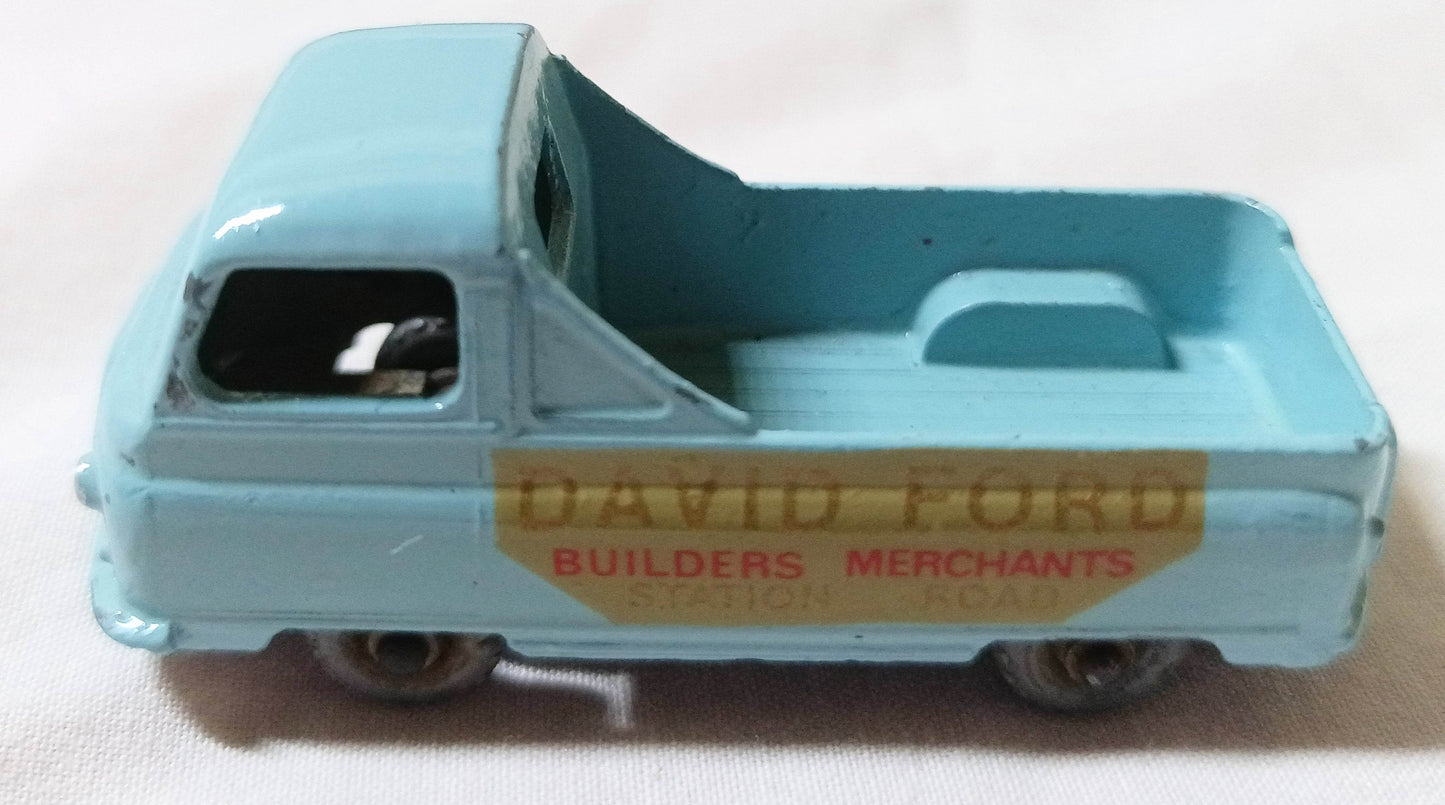 DAVID FORD
BUILDERS MERCHANTS
STATION ROAD